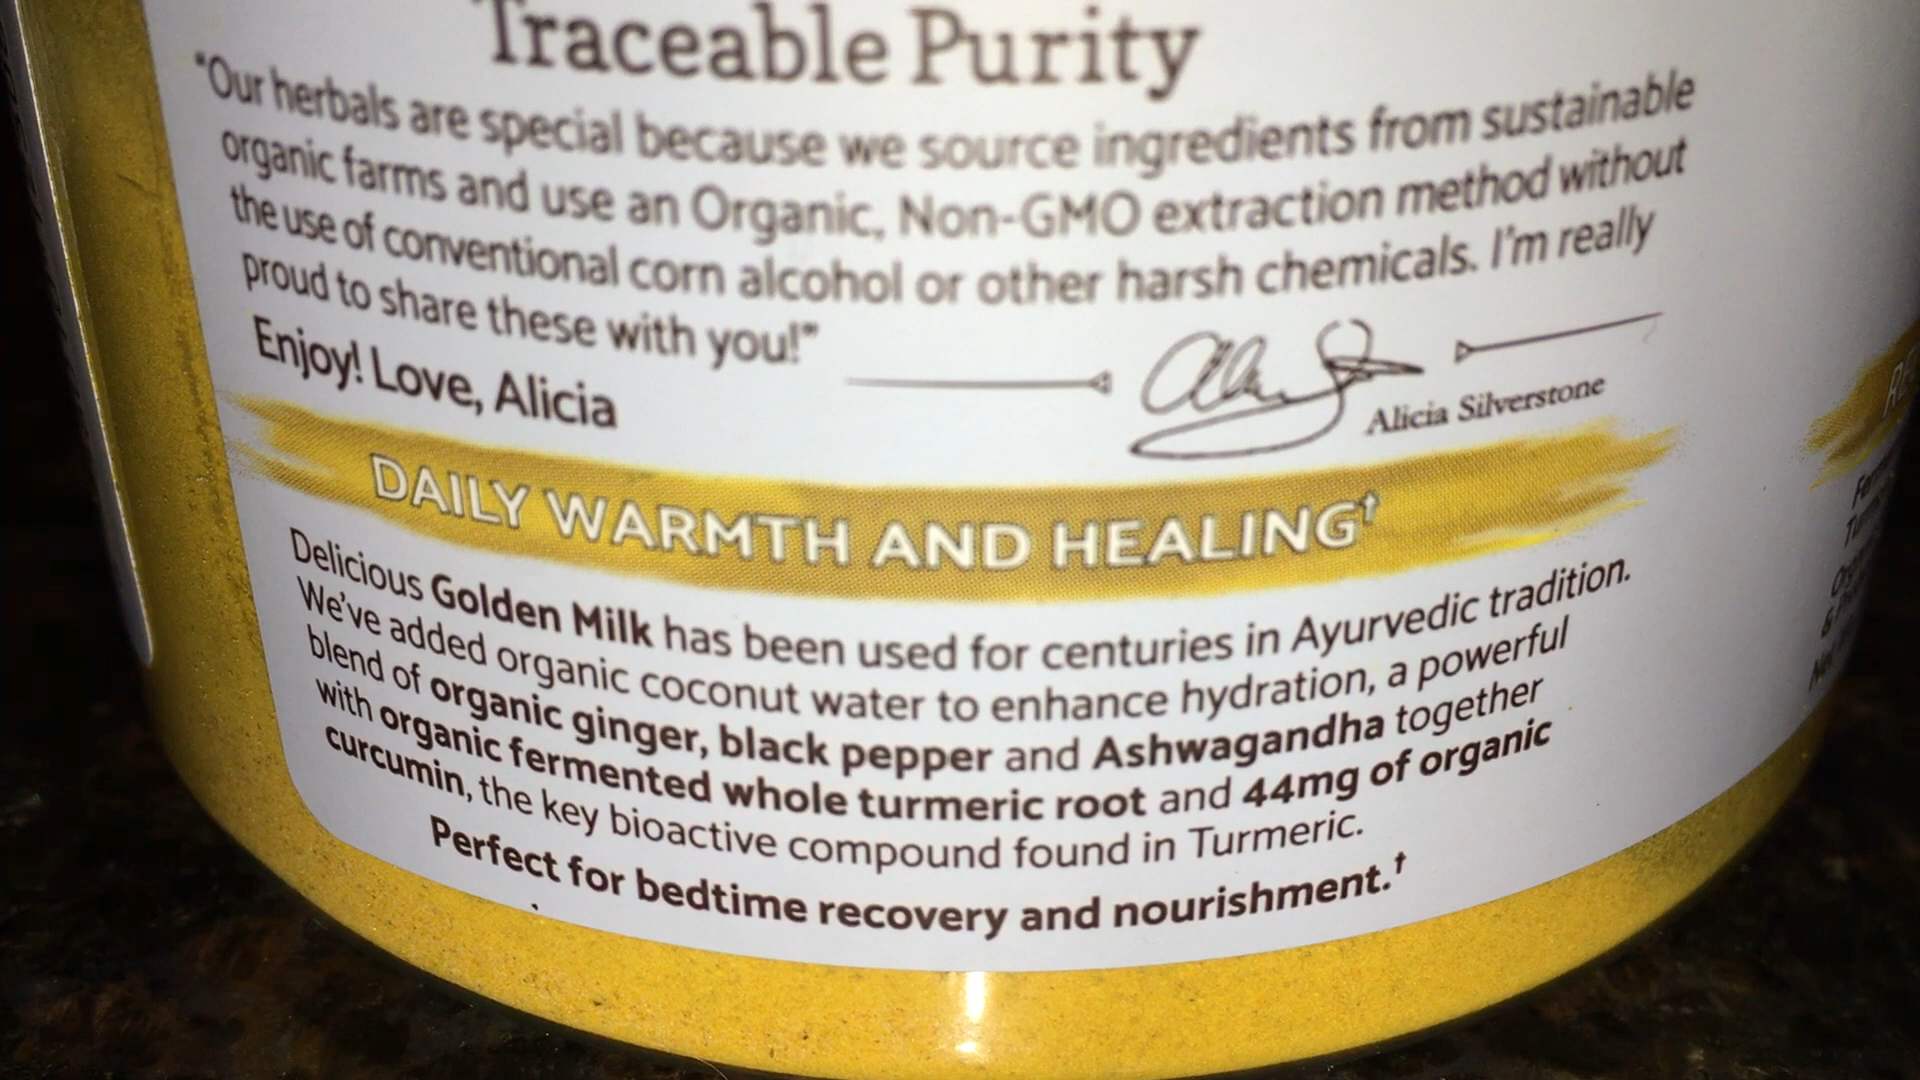 Traceable Purity
"Our herbals are special because we source ingredients from sustainable
organic farms and use an Organic, Non-GMO extraction method without
the use of conventional corn alcohol or other harsh chemicals. I'm really
proud to share these with you!"
Enjoy! Love, Alicia
Alicia Silverstone
DAILY WARMTH AND HEALING†
Delicious Golden Milk has been used for centuries in Ayurvedic tradition.
We've added organic coconut water to enhance hydration, a powerful
blend of organic ginger, black pepper and Ashwagandha together
with organic fermented whole turmeric root and 44mg of organic
curcumin, the key bioactive compound found in Turmeric.
Perfect for bedtime recovery and nourishment.†